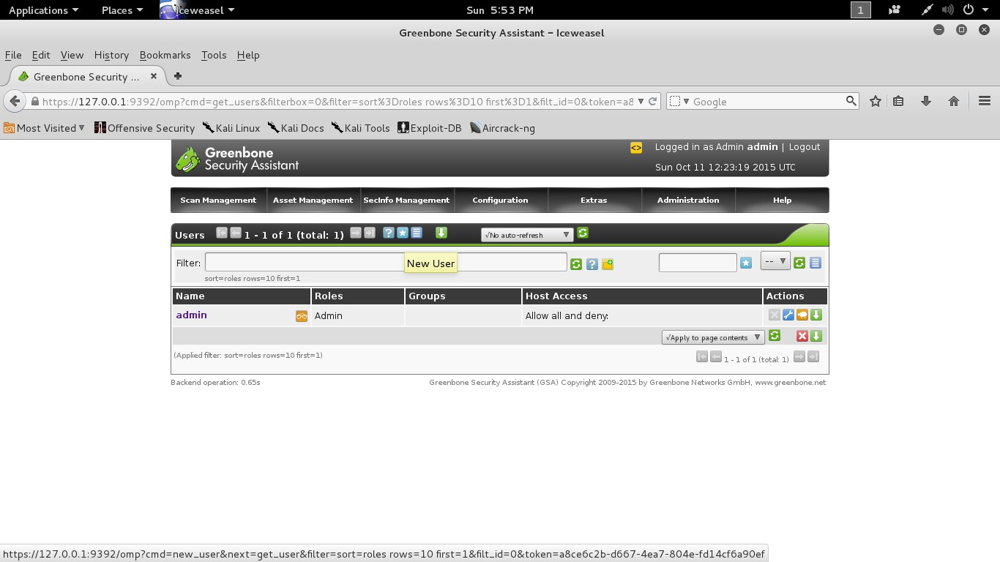 Applications Places Iceweasel Sun 5:53 PM 1
Greenbone Security Assistant - Iceweasel
File Edit View History Bookmarks Tools Help
Greenbone Security ...
https://127.0.0.1:9392/omp?cmd=get_users&filterbox=0&filter=sort%3Droles rows%3D10 first%3D1&filt_id=0&token=a8 Google
Most Visited Offensive Security Kali Linux Kali Docs Kali Tools Exploit-DB Aircrack-ng
Greenbone
Security Assistant
<> Logged in as Admin admin | Logout
Sun Oct 11 12:23:19 2015 UTC
Scan Management Asset Management SecInfo Management Configuration Extras Administration Help
Users 1 - 1 of 1 (total: 1) ? √No auto-refresh
Filter: New User ? --
sort=roles rows=10 first=1
Name Roles Groups Host Access Actions
admin Admin Allow all and deny:
√Apply to page contents
(Applied filter: sort=roles rows=10 first=1) 1 - 1 of 1 (total: 1)
Backend operation: 0.65s Greenbone Security Assistant (GSA) Copyright 2009-2015 by Greenbone Networks GmbH, www.greenbone.net
https://127.0.0.1:9392/omp?cmd=new_user&next=get_user&filter=sort=roles rows=10 first=1&filt_id=0&token=a8ce6c2b-d667-4ea7-804e-fd14cf6a90ef